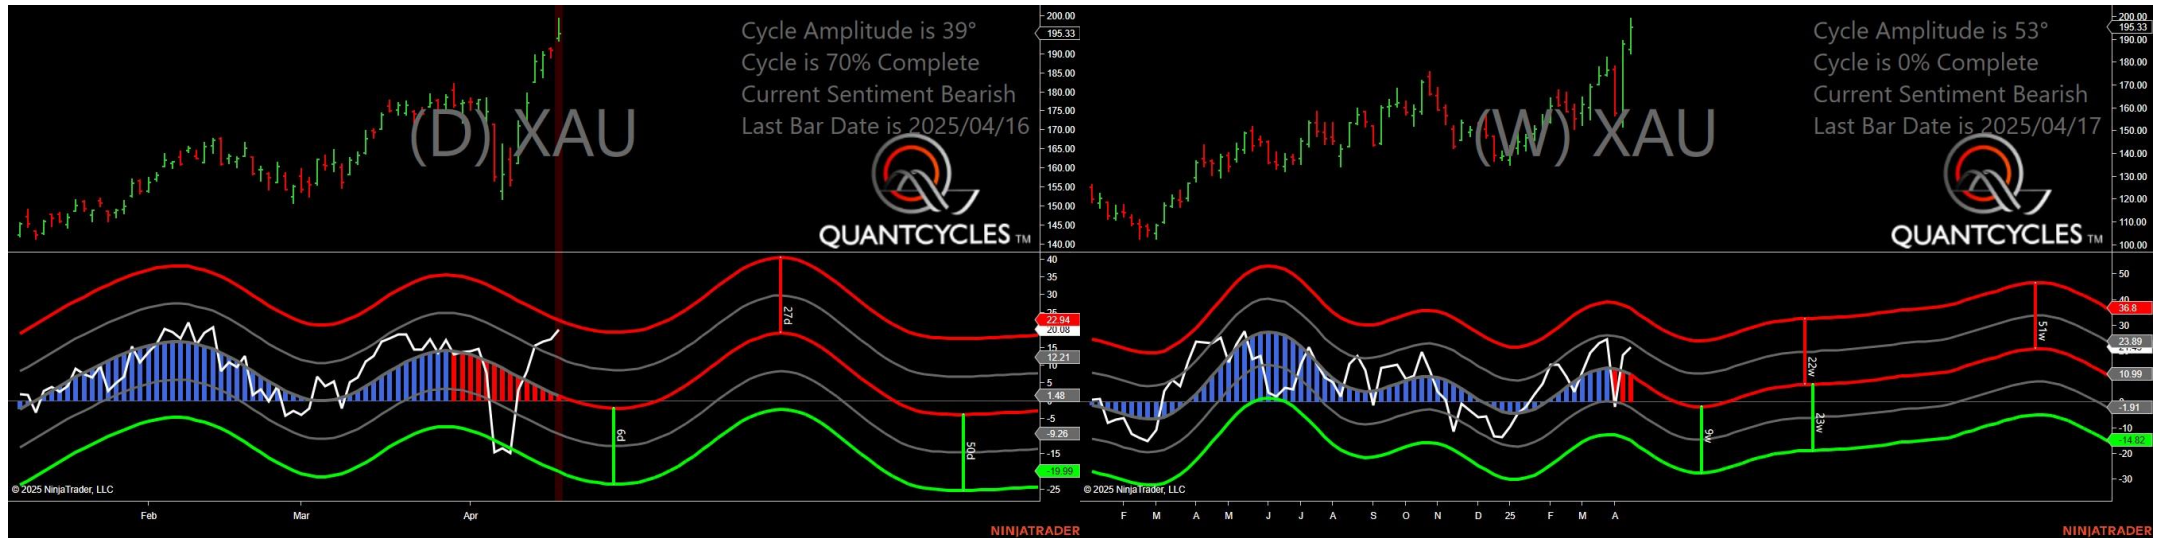 Cycle Amplitude is 39°
Cycle is 70% Complete
Current Sentiment Bearish
Last Bar Date is 2025/04/16
(D) XAU
QUANTCYCLES TM
200.00
195.33
190.00
185.00
180.00
175.00
170.00
165.00
160.00
155.00
150.00
145.00
140.00
40
35
30
25
22.94
20.08
15
12.21
10
5
1.48
-5
-9.26
-15
-19.99
-25
27d
6d
50d
© 2025 NinjaTrader, LLC
Feb Mar Apr
NINJATRADER
Cycle Amplitude is 53°
Cycle is 0% Complete
Current Sentiment Bearish
Last Bar Date is 2025/04/17
(W) XAU
QUANTCYCLES TM
200.00
195.33
180.00
170.00
160.00
150.00
140.00
130.00
120.00
110.00
100.00
50
36.8
30
23.89
10.99
-1.91
-10
-14.82
-20
-30
51w
22w
23w
9w
© 2025 NinjaTrader, LLC
F M A M J J A S O N D 25 F M A
NINJATRADER